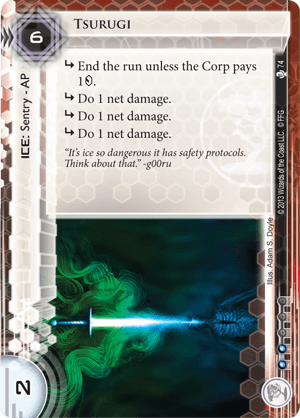 6
TSURUGI
ICE: Sentry - AP
↳ End the run unless the Corp pays
1.
↳ Do 1 net damage.
↳ Do 1 net damage.
↳ Do 1 net damage.
“It’s ice so dangerous it has safety protocols.
Think about that.” -g00ru
74
© 2013 Wizards of the Coast LLC. © FFG
Illus. Adam S. Doyle
2